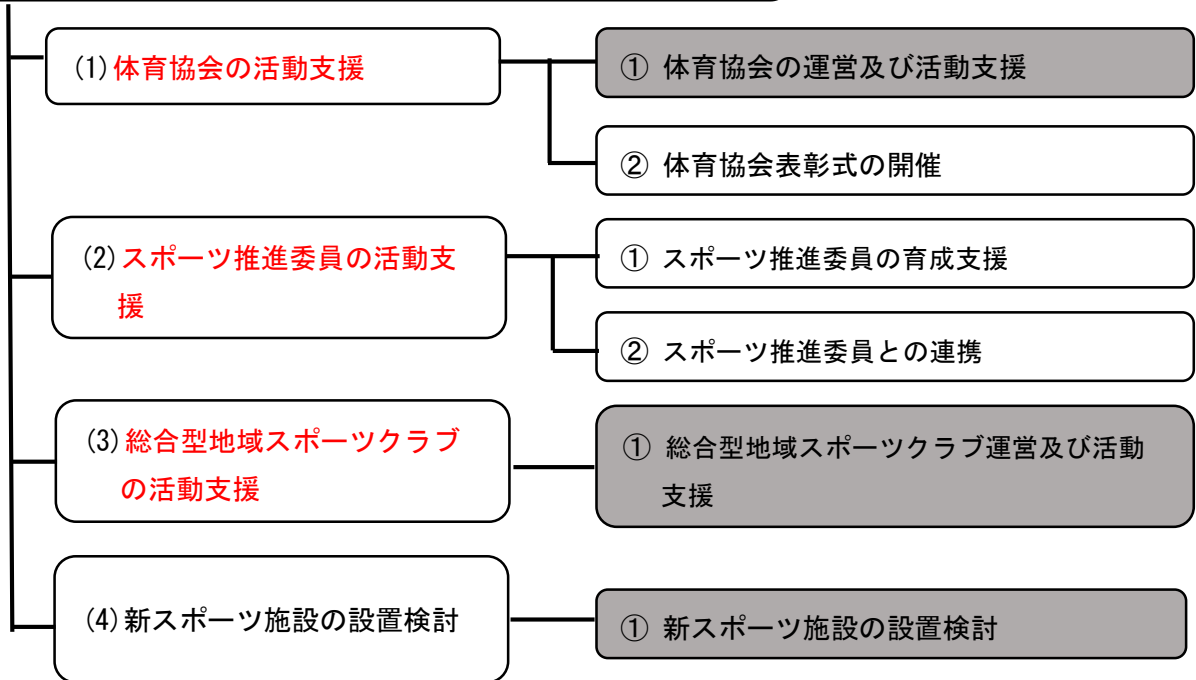 (1)体育協会の活動支援
① 体育協会の運営及び活動支援
② 体育協会表彰式の開催
(2)スポーツ推進委員の活動支
援
① スポーツ推進委員の育成支援
② スポーツ推進委員との連携
(3)総合型地域スポーツクラブ
の活動支援
① 総合型地域スポーツクラブ運営及び活動
支援
(4)新スポーツ施設の設置検討
① 新スポーツ施設の設置検討